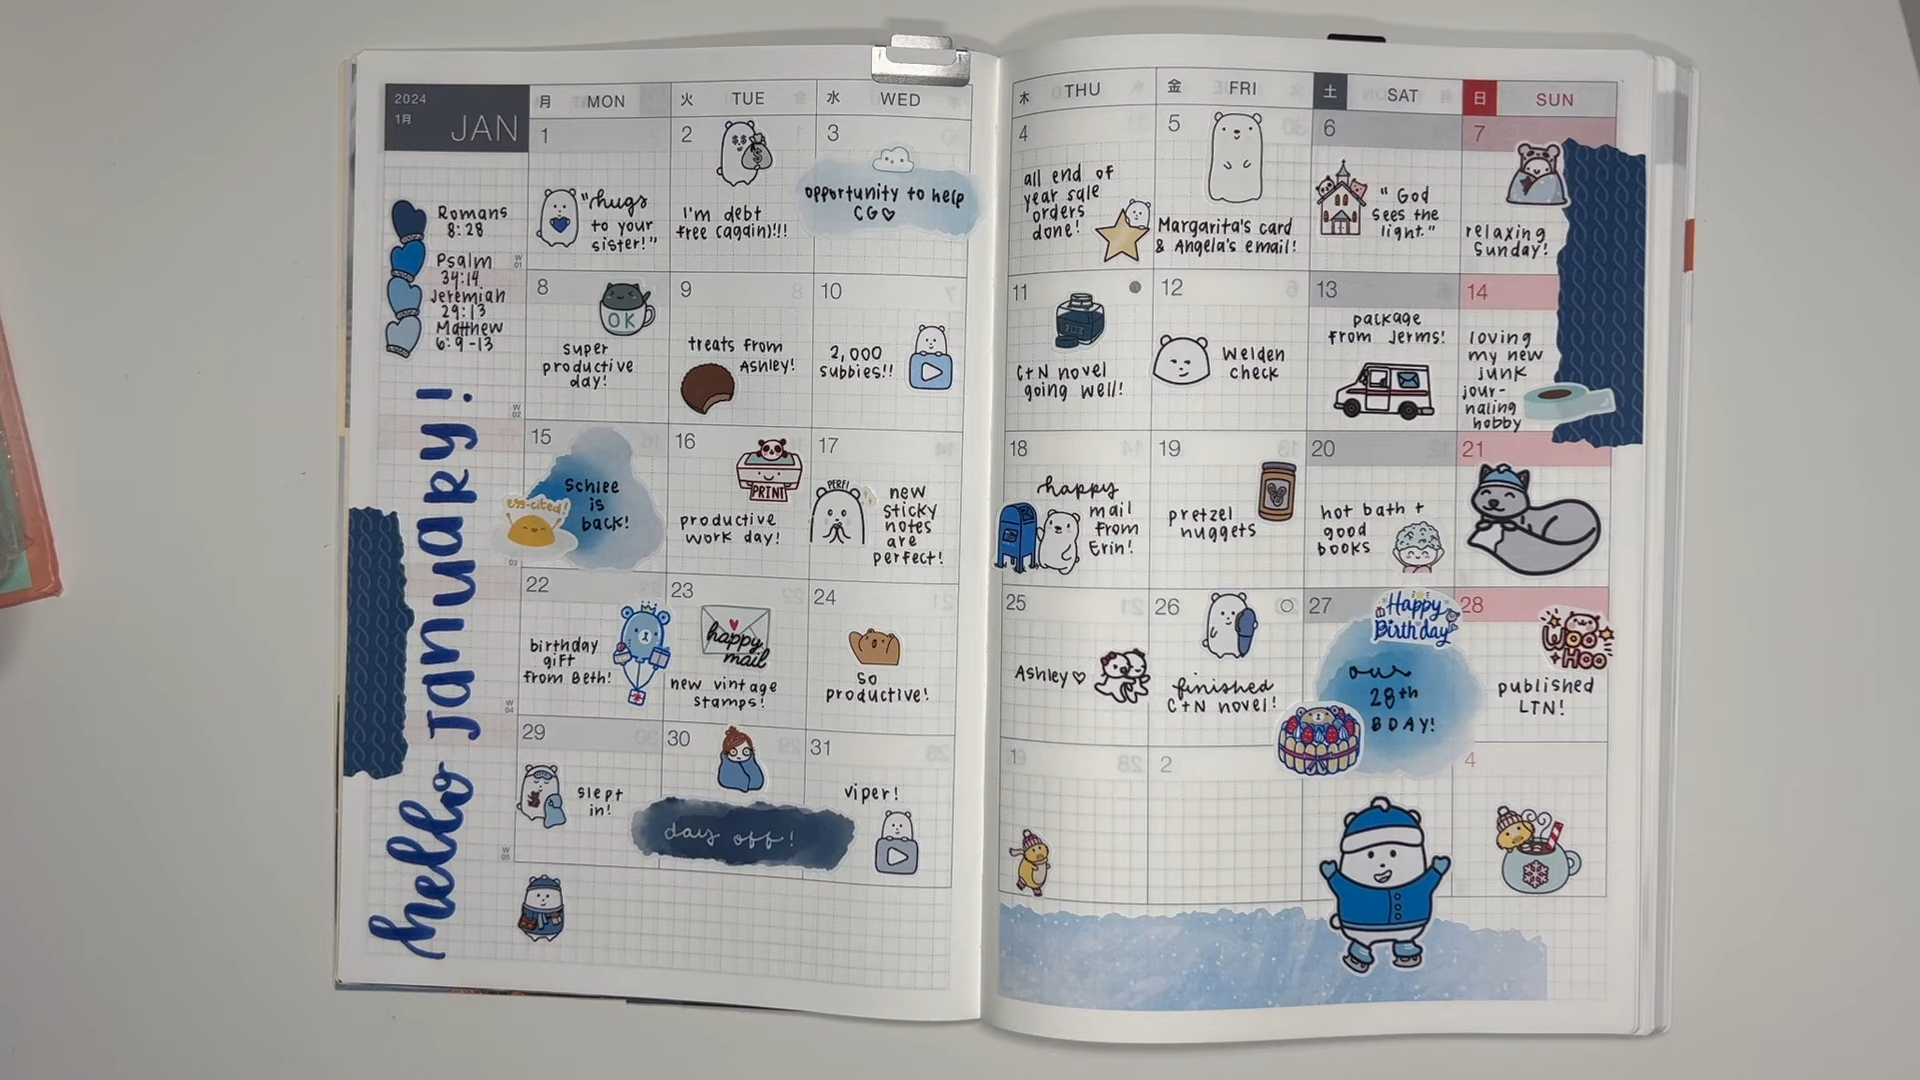 2024
1月
JAN
月 MON
火 TUE
水 WED
木 THU
金 FRI
土 SAT
日 SUN
Romans
8:28
Psalm
34:14
Jeremiah
29:13
Matthew
6:9-13
hello january!
1
"hugs
to your
sister!"
2
I'm debt
free (again)!!!
3
opportunity to help
CG♡
4
all end of
year sale
orders
done!
5
Margarita's card
& Angela's email!
6
"God
sees the
light."
7
relaxing
Sunday!
W
01
8
OK
super
productive
day!
9
treats from
Ashley!
10
2,000
subbies!!
11
INK
C+N novel
going well!
12
Welden
check
13
package
from Jerms!
14
loving
my new
junk
jour-
naling
hobby
W
02
15
egg-cited!
Schlee
is
back!
16
PRINT
productive
work day!
17
PERF!
new
sticky
notes
are
perfect!
18
happy
mail
from
Erin!
19
pretzel
nuggets
20
hot bath +
good
books
21
03
22
birthday
gift
from Beth!
23
happy
mail
new vintage
stamps!
24
so
productive!
25
Ashley♡
26
finished
C+N novel!
27
Happy
Birthday
our
28th
BDAY!
28
WOO
HOO
published
LTN!
W
04
29
slept
in!
30
day off!
31
viper!
1
2
4
W
05